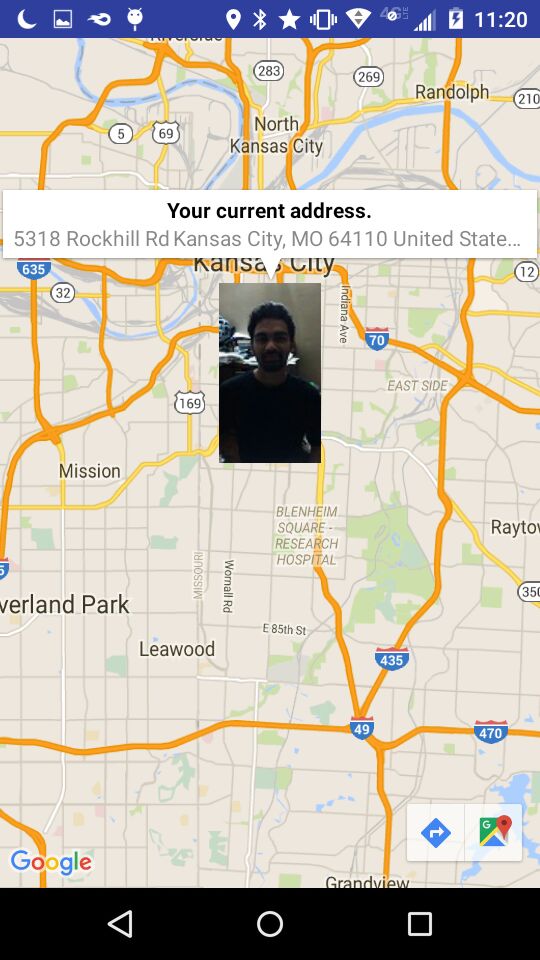 11:20
Riverside
283
269
Randolph
210
5
69
North
Kansas City
Your current address.
5318 Rockhill Rd Kansas City, MO 64110 United State...
Kansas City
635
12
32
Indiana Ave
70
EAST SIDE
169
Mission
BLENHEIM
SQUARE -
RESEARCH
HOSPITAL
Rayto
MISSOURI
Wornall Rd
5
350
verland Park
E 85th St
Leawood
435
49
470
G
Google
Grandview